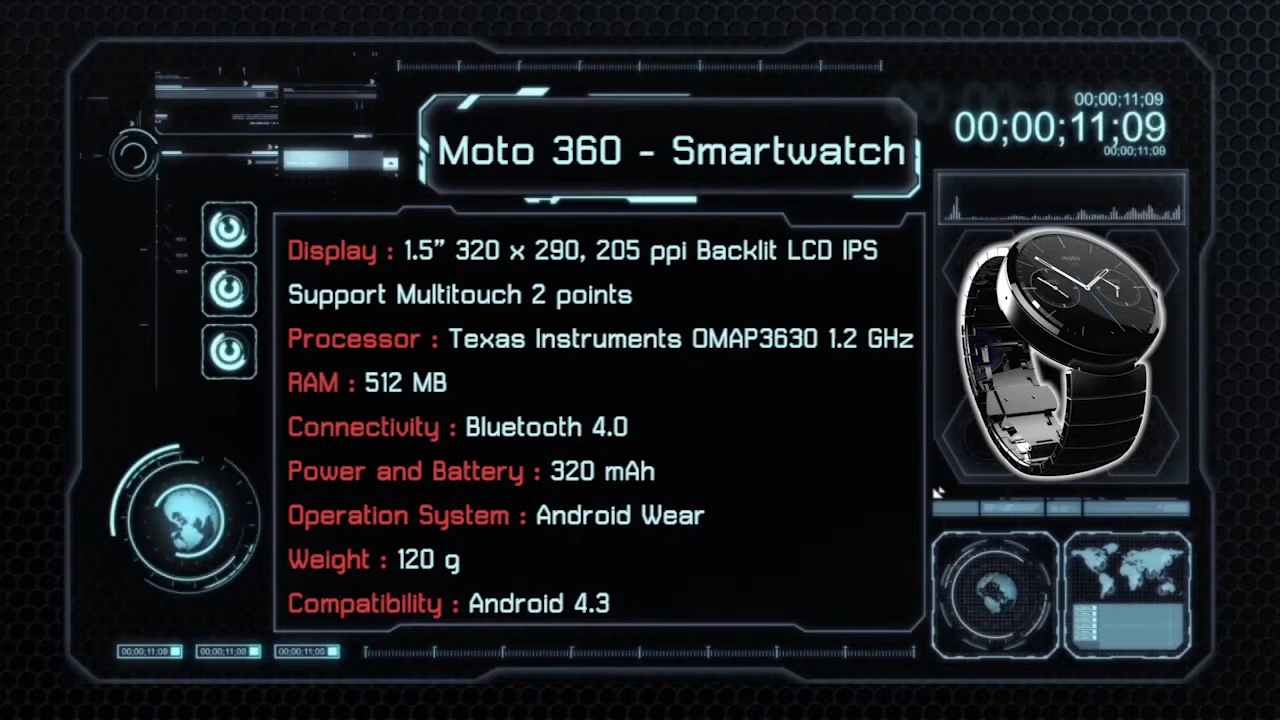 00;00;11;09
00;00;11;09
00;00;11;09
Moto 360 - Smartwatch
Display : 1.5” 320 x 290, 205 ppi Backlit LCD IPS
Support Multitouch 2 points
Processor : Texas Instruments OMAP3630 1.2 GHz
RAM : 512 MB
Connectivity : Bluetooth 4.0
Power and Battery : 320 mAh
Operation System : Android Wear
Weight : 120 g
Compatibility : Android 4.3
00;00;11;08 00;00;11;08 00;00;11;08